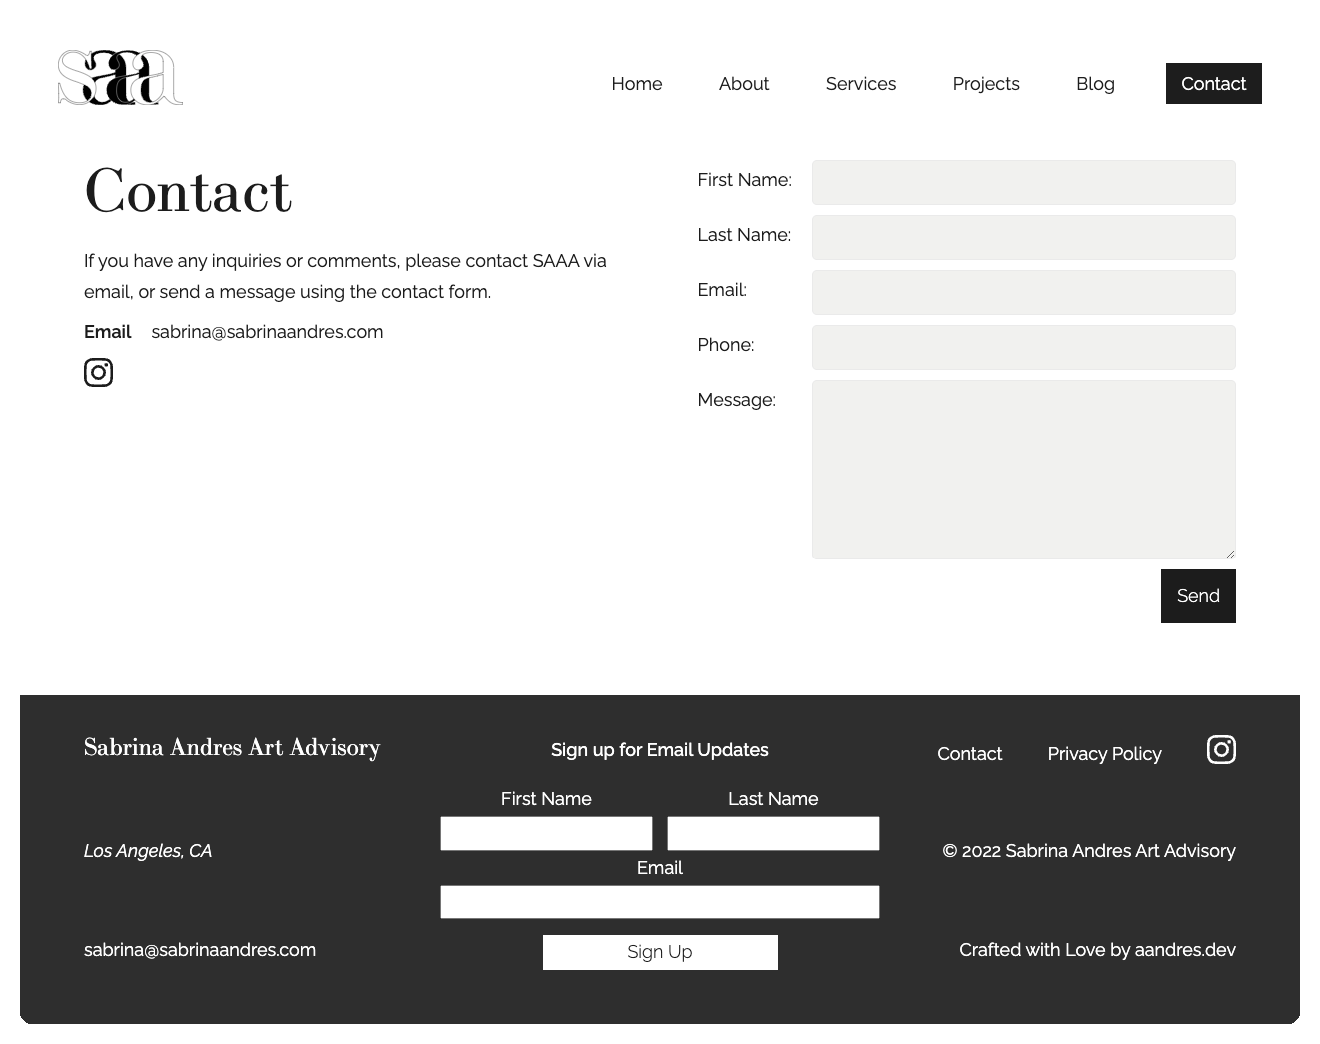 saaa
Home About Services Projects Blog Contact
Contact
If you have any inquiries or comments, please contact SAAA via
email, or send a message using the contact form.
Email sabrina@sabrinaandres.com
First Name:
Last Name:
Email:
Phone:
Message:
Send
Sabrina Andres Art Advisory
Los Angeles, CA
sabrina@sabrinaandres.com
Sign up for Email Updates
First Name Last Name
Email
Sign Up
Contact Privacy Policy
© 2022 Sabrina Andres Art Advisory
Crafted with Love by aandres.dev